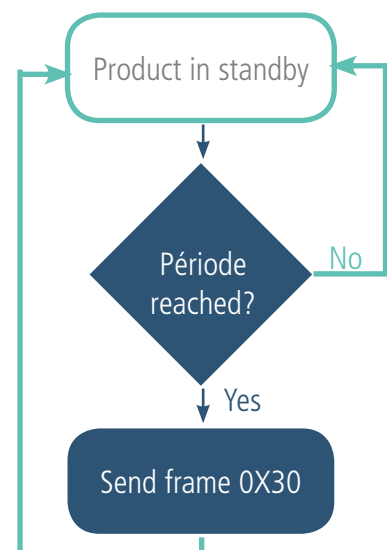 Product in standby
Période
reached?
No
Yes
Send frame 0X30